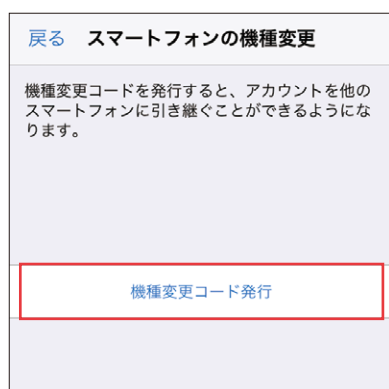 戻る スマートフォンの機種変更
機種変更コードを発行すると、アカウントを他の
スマートフォンに引き継ぐことができるようにな
ります。
機種変更コード発行